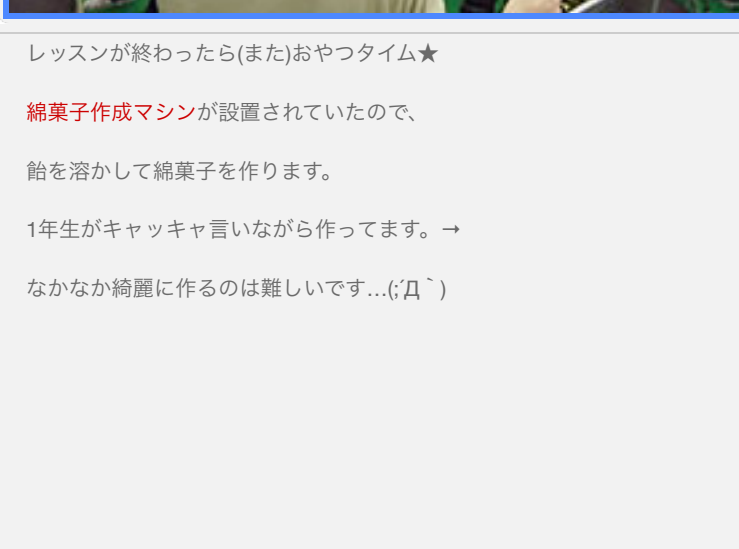 レッスンが終わったら(また)おやつタイム★
綿菓子作成マシンが設置されていたので、
飴を溶かして綿菓子を作ります。
1年生がキャッキャ言いながら作ってます。→
なかなか綺麗に作るのは難しいです…(;´Д｀)